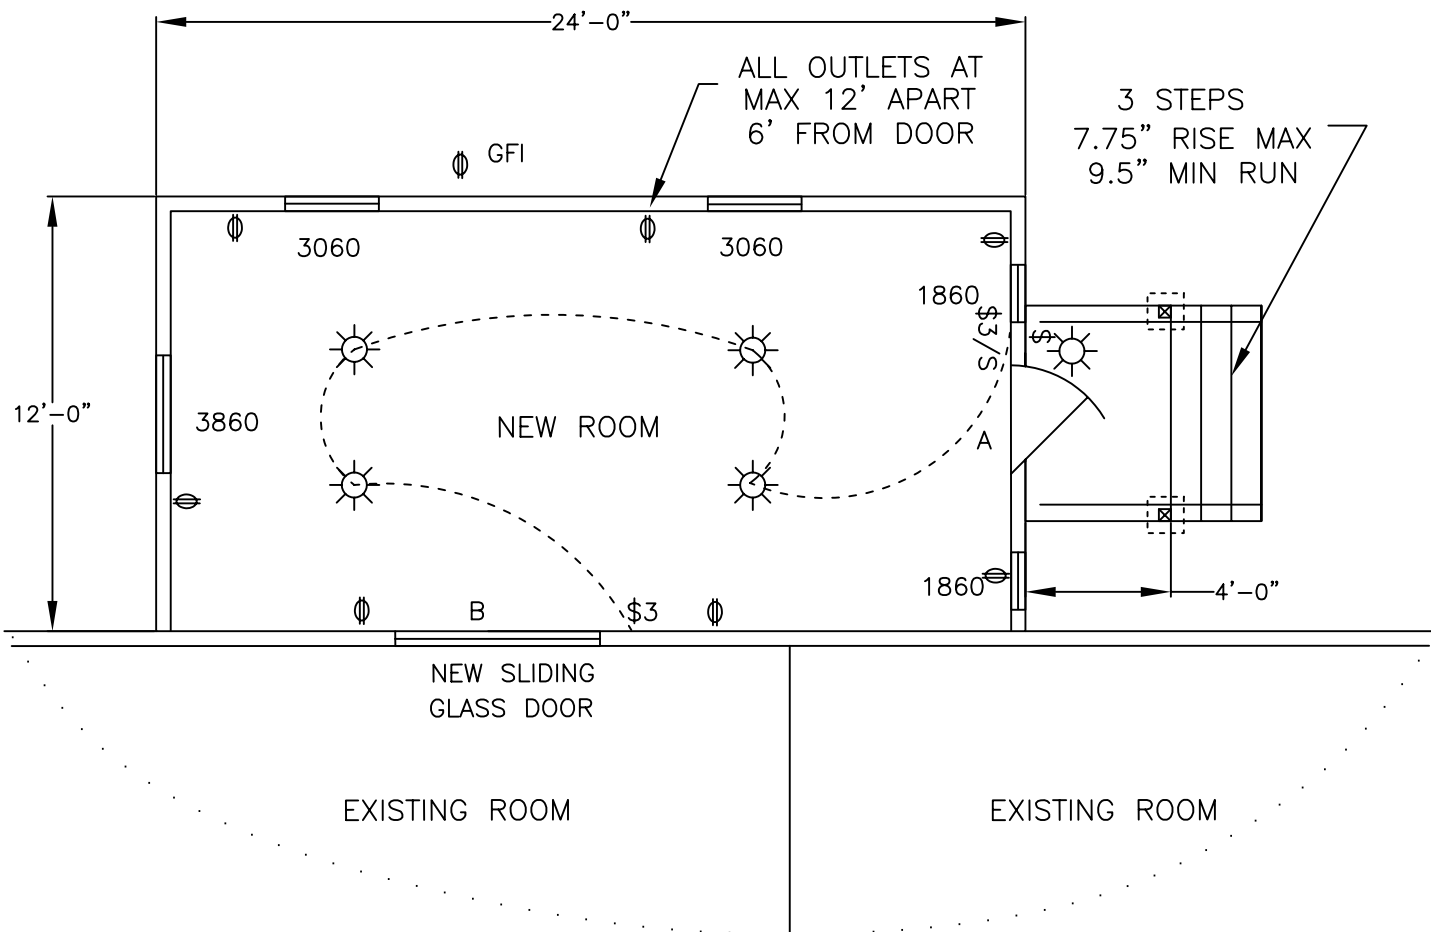 24'-0"
ALL OUTLETS AT
MAX 12' APART
6' FROM DOOR
3 STEPS
7.75" RISE MAX
9.5" MIN RUN
GFI
3060
3060
1860
$3/S
$
12'-0"
3860
NEW ROOM
A
1860
4'-0"
B
$3
NEW SLIDING
GLASS DOOR
EXISTING ROOM
EXISTING ROOM